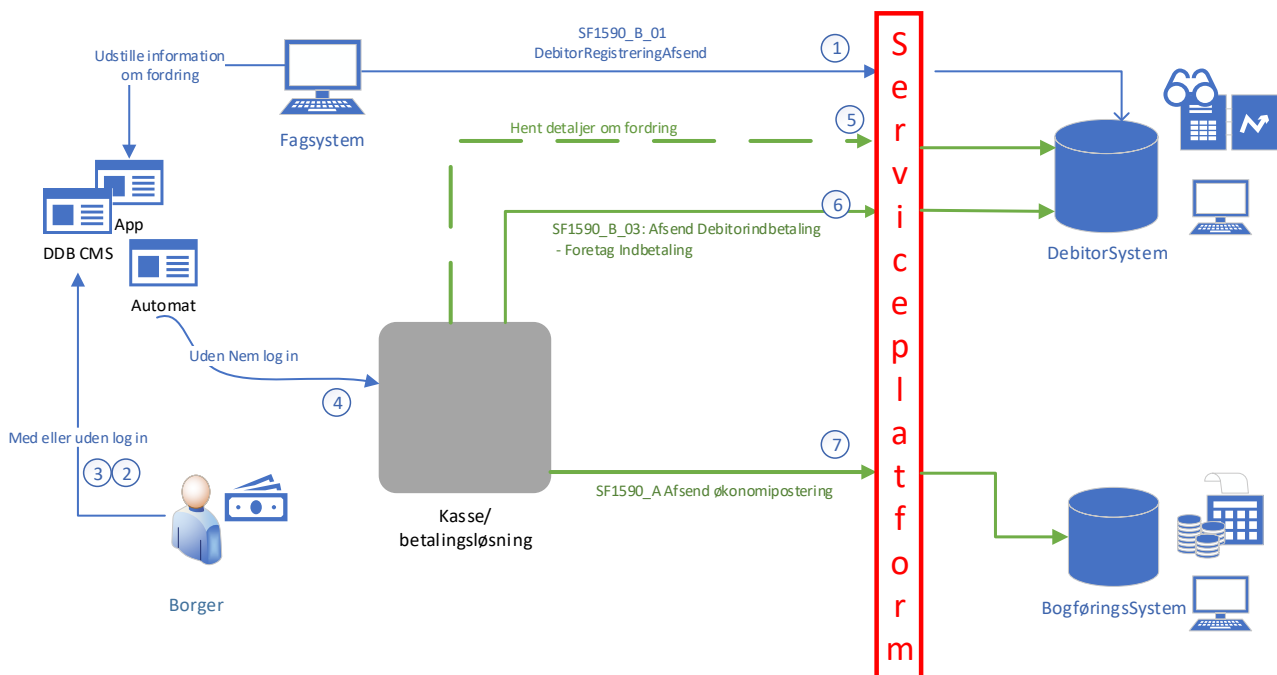 SF1590_B_01
DebitorRegistreringAfsend
1
Udstille information
om fordring
Fagsystem
Hent detaljer om fordring
5
6
SF1590_B_03: Afsend Debitorindbetaling
- Foretag Indbetaling
App
DDB CMS
Automat
DebitorSystem
Uden Nem log in
4
Med eller uden log in
3
2
7
SF1590_A Afsend økonomipostering
Kasse/
betalingsløsning
Borger
BogføringsSystem
S
e
r
v
i
c
e
p
l
a
t
f
o
r
m